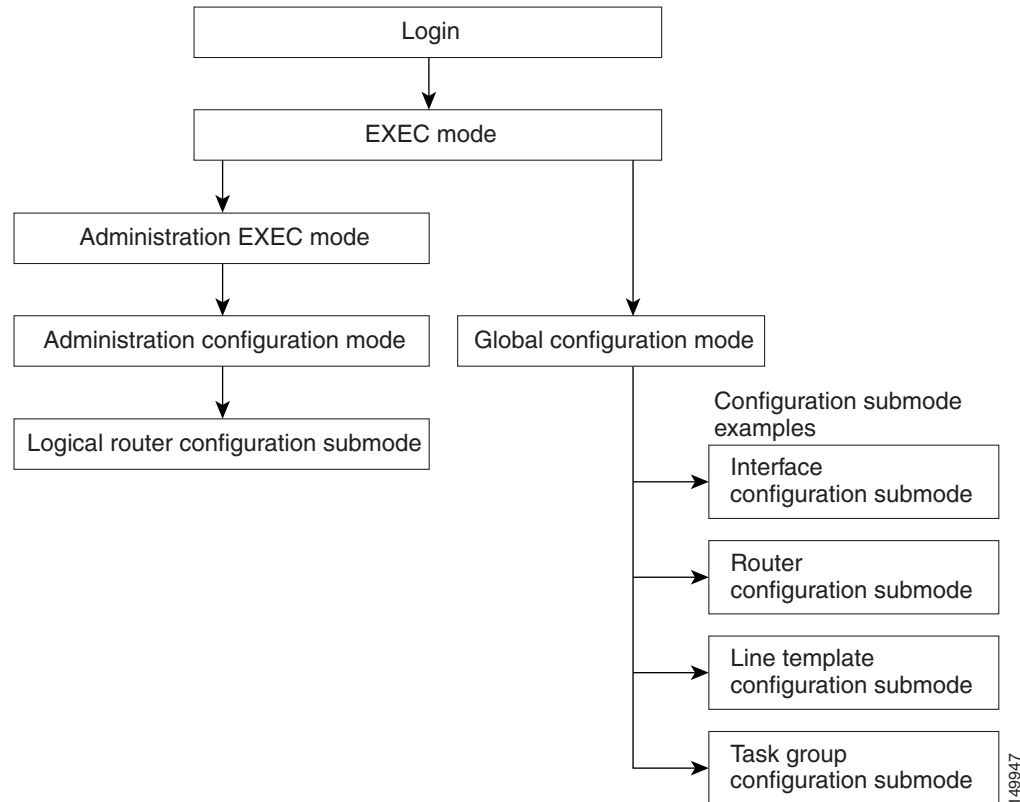 Login
EXEC mode
Administration EXEC mode
Administration configuration mode
Global configuration mode
Logical router configuration submode
Configuration submode
examples
Interface
configuration submode
Router
configuration submode
Line template
configuration submode
Task group
configuration submode
149947